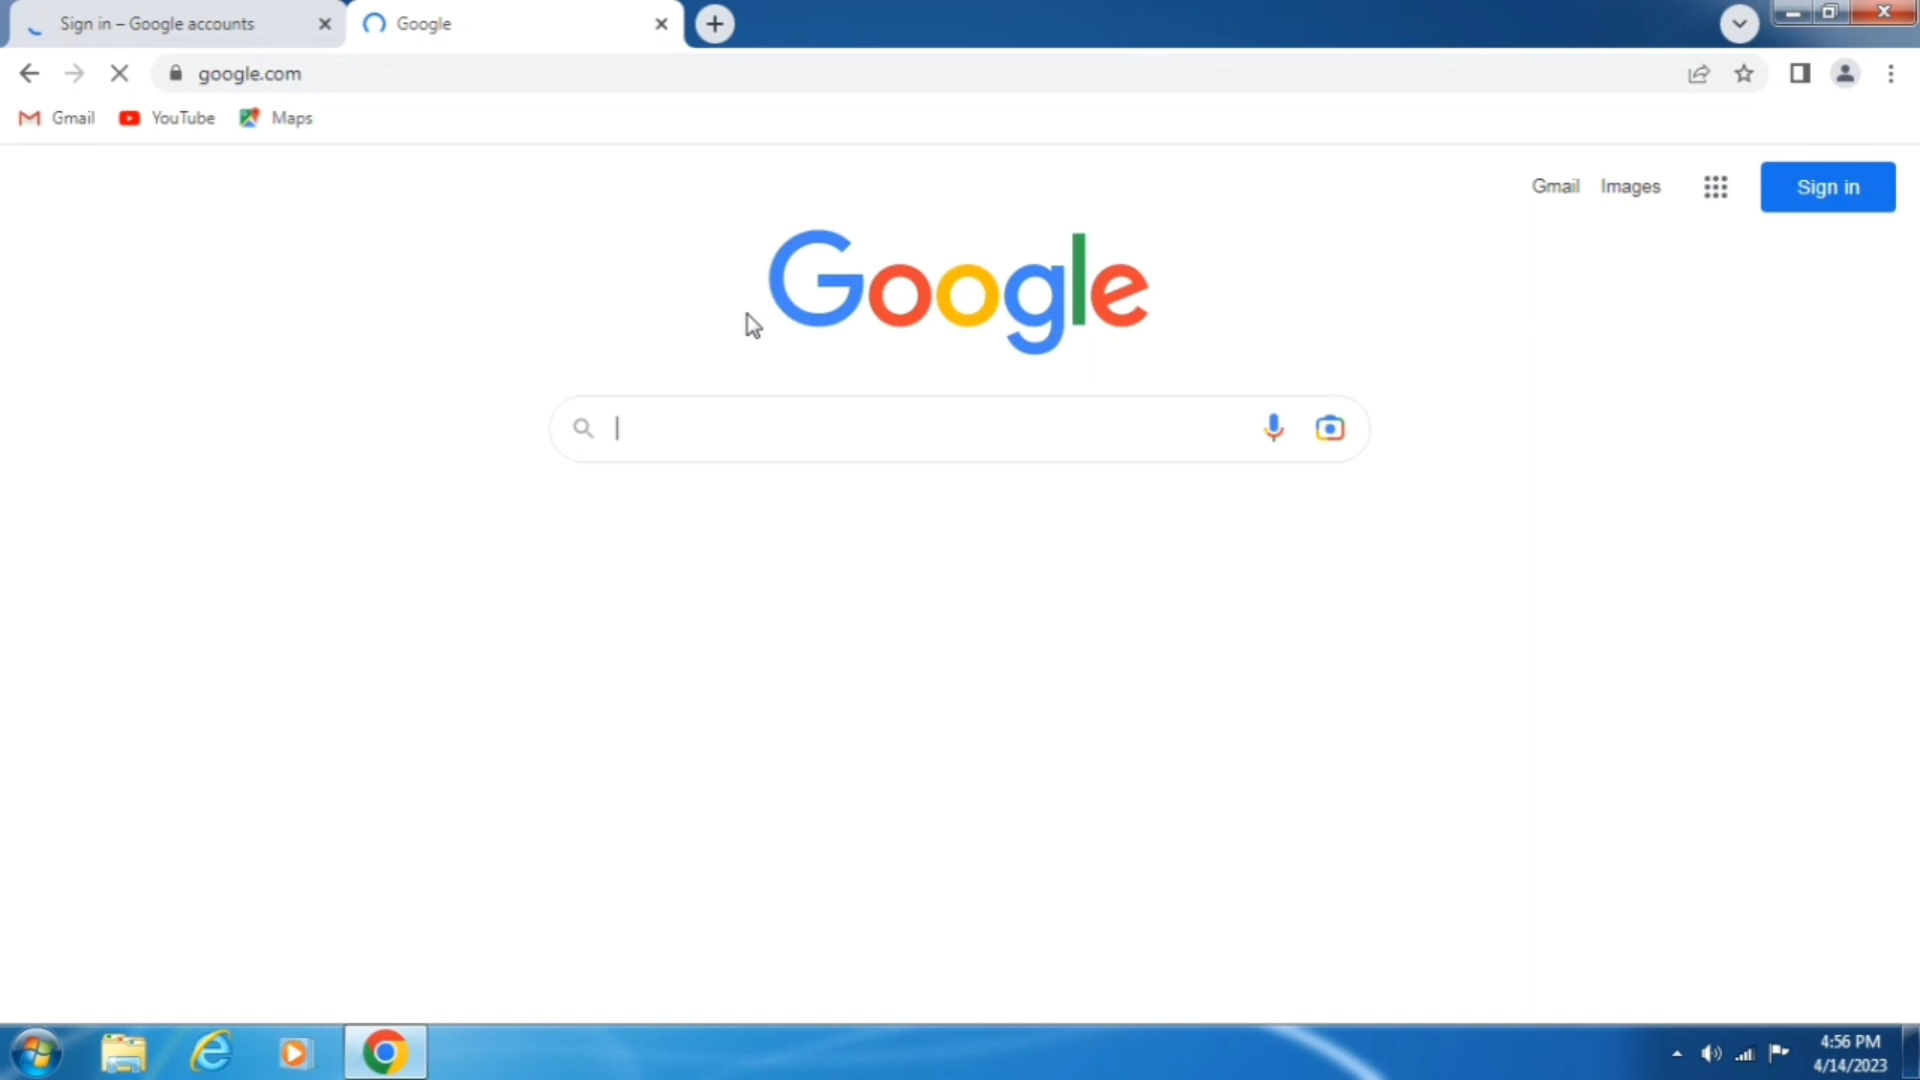 Sign in – Google accounts
Google
google.com
Gmail
YouTube
Maps
Gmail
Images
Sign in
Google
4:56 PM
4/14/2023